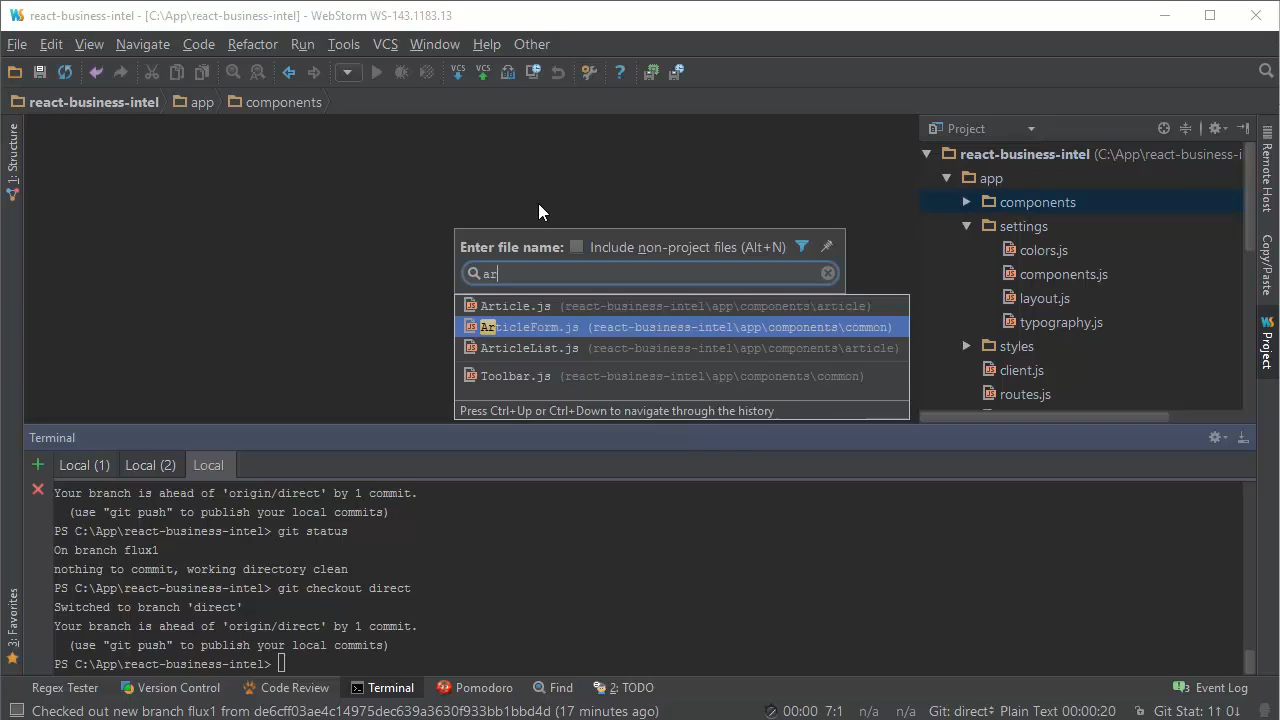 react-business-intel - [C:\App\react-business-intel] - WebStorm WS-143.1183.13
File Edit View Navigate Code Refactor Run Tools VCS Window Help Other
VCS VCS
react-business-intel app components
1: Structure
Project
react-business-intel (C:\App\react-business-i
app
components
settings
colors.js
components.js
layout.js
typography.js
styles
client.js
routes.js
Enter file name: Include non-project files (Alt+N)
ar
Article.js (react-business-intel\app\components\article)
ArticleForm.js (react-business-intel\app\components\common)
ArticleList.js (react-business-intel\app\components\article)
Toolbar.js (react-business-intel\app\components\common)
Press Ctrl+Up or Ctrl+Down to navigate through the history
Remote Host
Copy/Paste
Project
Terminal
Local (1) Local (2) Local
Your branch is ahead of 'origin/direct' by 1 commit.
(use "git push" to publish your local commits)
PS C:\App\react-business-intel> git status
On branch flux1
nothing to commit, working directory clean
PS C:\App\react-business-intel> git checkout direct
Switched to branch 'direct'
Your branch is ahead of 'origin/direct' by 1 commit.
(use "git push" to publish your local commits)
PS C:\App\react-business-intel>
3: Favorites
Regex Tester Version Control Code Review Terminal Pomodoro Find 2: TODO 3 Event Log
Checked out new branch flux1 from de6cff03ae4c14975dec639a3630f933bb1bbd4d (17 minutes ago) 00:00 7:1 n/a n/a Git: direct Plain Text 00:00:20 Git Stat: 11 0↓